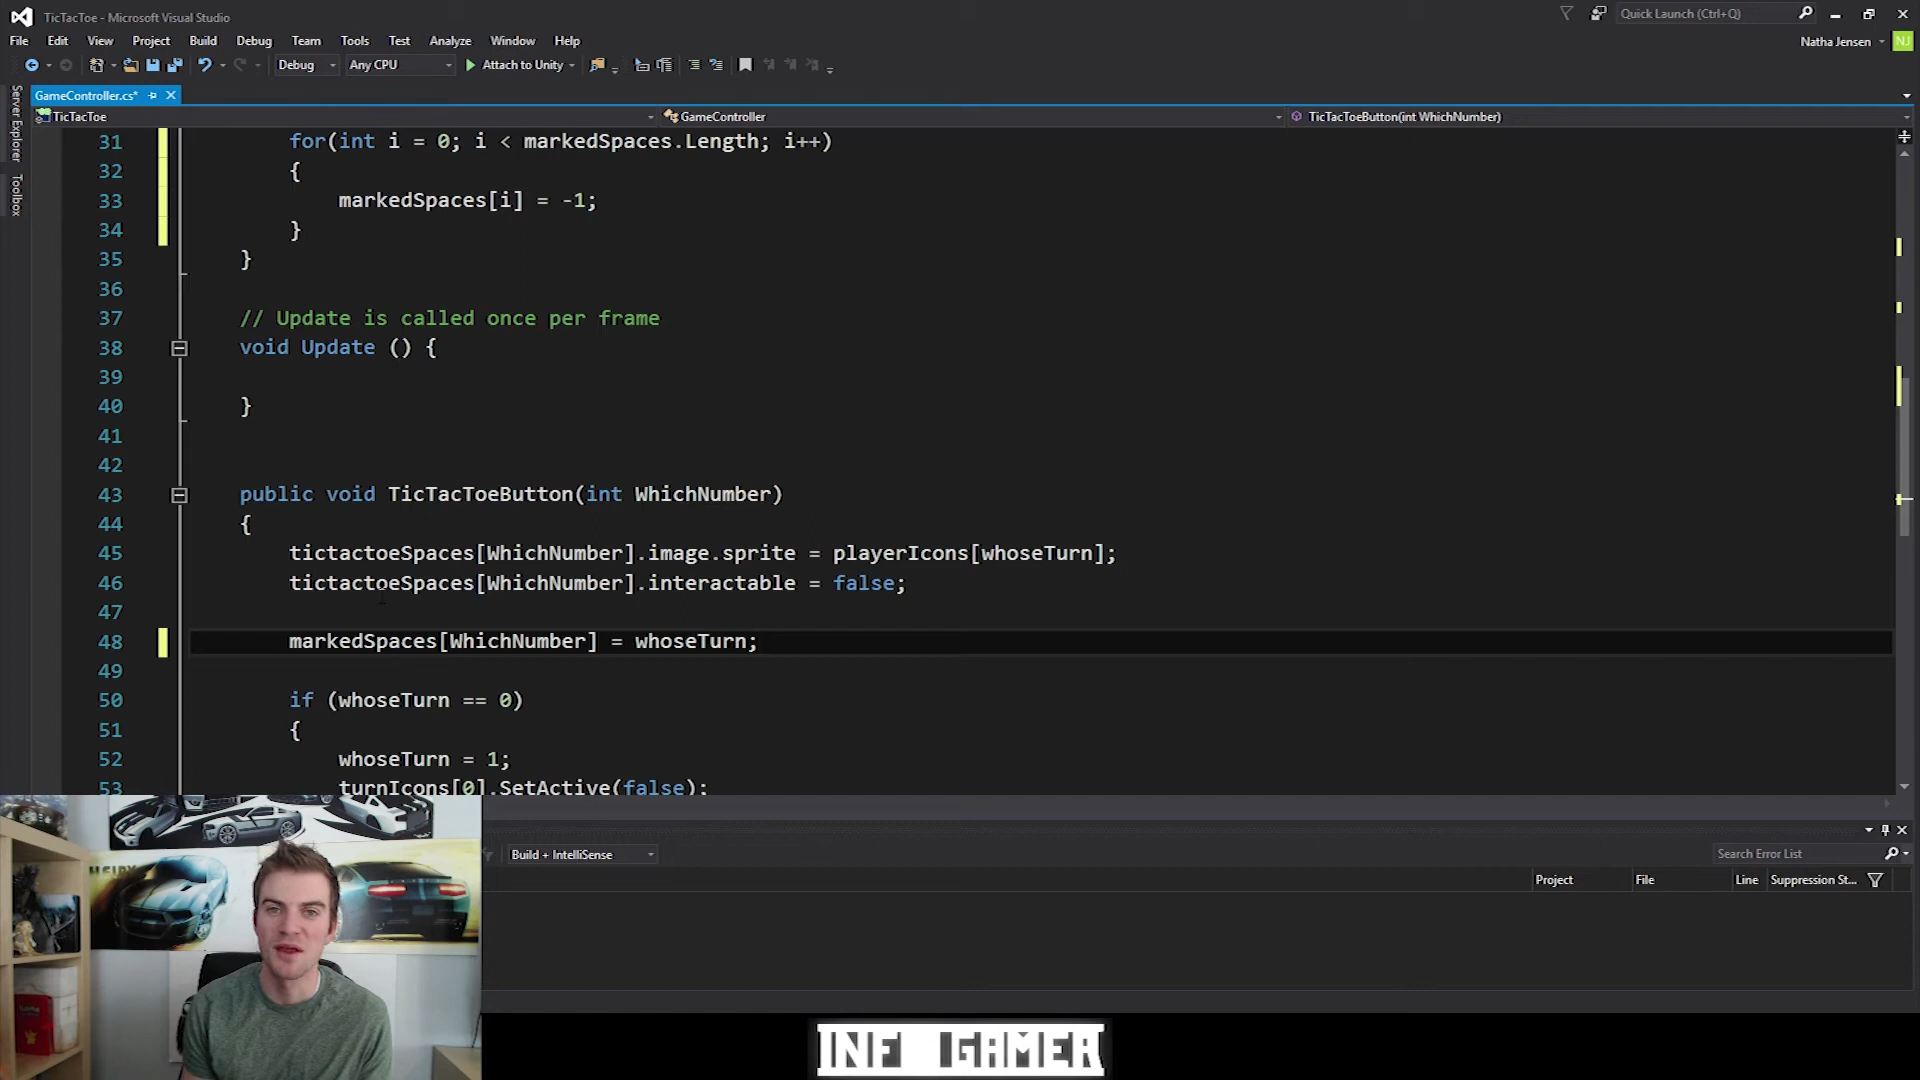 TicTacToe - Microsoft Visual Studio
Quick Launch (Ctrl+Q)
File Edit View Project Build Debug Team Tools Test Analyze Window Help
Natha Jensen NJ
Debug Any CPU Attach to Unity
Server Explorer
Toolbox
GameController.cs*
TicTacToe GameController TicTacToeButton(int WhichNumber)
31 for(int i = 0; i < markedSpaces.Length; i++)
32 {
33 markedSpaces[i] = -1;
34 }
35 }
36
37 // Update is called once per frame
38 void Update () {
39
40 }
41
42
43 public void TicTacToeButton(int WhichNumber)
44 {
45 tictactoeSpaces[WhichNumber].image.sprite = playerIcons[whoseTurn];
46 tictactoeSpaces[WhichNumber].interactable = false;
47
48 markedSpaces[WhichNumber] = whoseTurn;
49
50 if (whoseTurn == 0)
51 {
52 whoseTurn = 1;
53 turnIcons[0].SetActive(false);
Build + IntelliSense
Search Error List
Project File Line Suppression St...
INF GAMER